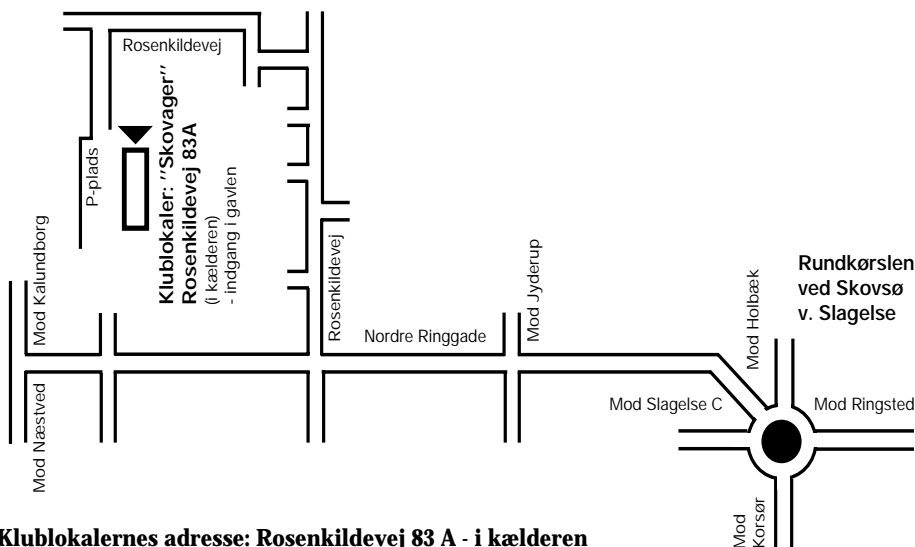 Rosenkildevej
Klublokaler: "Skovager"
Rosenkildevej 83A
(i kælderen)
- indgang i gavlen
P-plads
Mod Kalundborg
Mod Næstved
Rosenkildevej
Nordre Ringgade
Mod Jyderup
Mod Holbæk
Rundkørslen
ved Skovsø
v. Slagelse
Mod Slagelse C
Mod Ringsted
Mod
Korsør
Klublokalernes adresse: Rosenkildevej 83 A - i kælderen